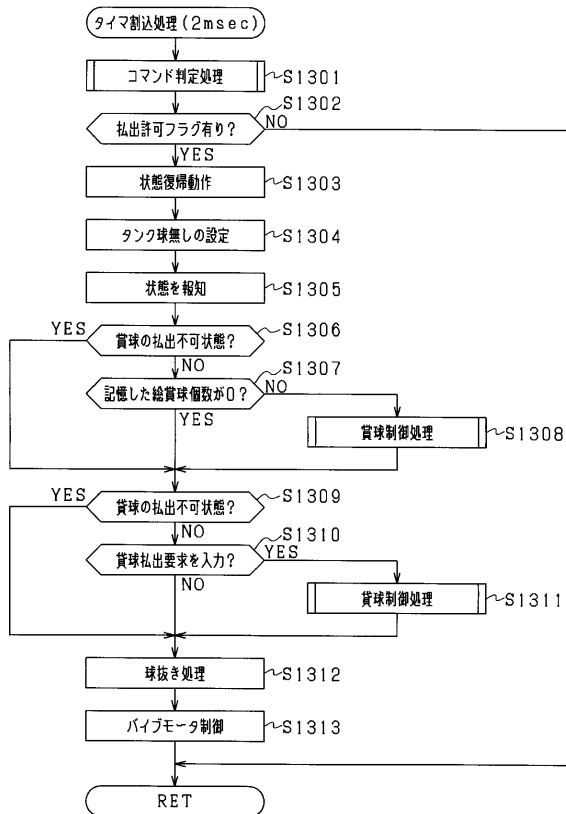 タイマ割込処理(2msec)
コマンド判定処理 S1301
S1302
払出許可フラグ有り? NO
YES
状態復帰動作 S1303
タンク球無しの設定 S1304
状態を報知 S1305
YES 賞球の払出不可状態? S1306
NO S1307
記憶した総賞球個数が0? NO
YES 賞球制御処理 S1308
YES 貸球の払出不可状態? S1309
NO S1310
貸球払出要求を入力? YES
NO 貸球制御処理 S1311
球抜き処理 S1312
バイブモータ制御 S1313
RET